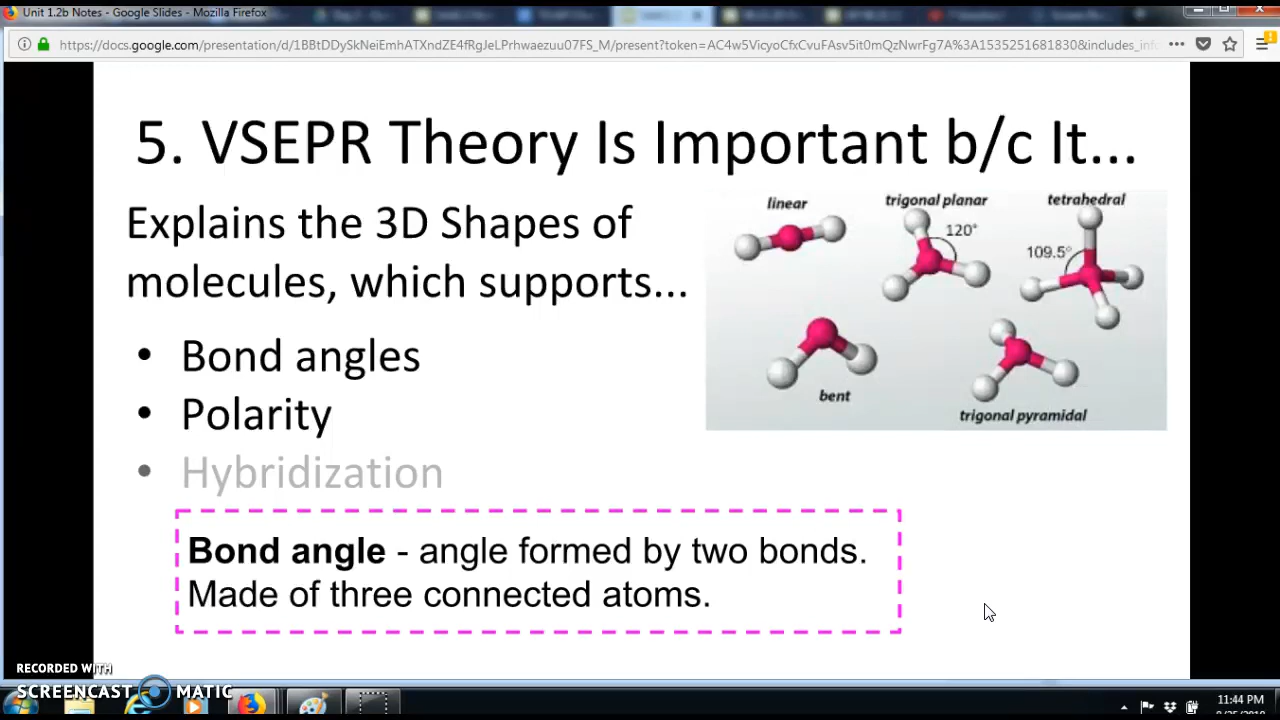 Unit 1.2b Notes - Google Slides - Mozilla Firefox
5. VSEPR Theory Is Important b/c It...
Explains the 3D Shapes of
molecules, which supports...
• Bond angles
• Polarity
• Hybridization
linear
trigonal planar
tetrahedral
120°
109.5°
bent
trigonal pyramidal
Bond angle - angle formed by two bonds.
Made of three connected atoms.
RECORDED WITH
SCREENCAST MATIC
11:44 PM